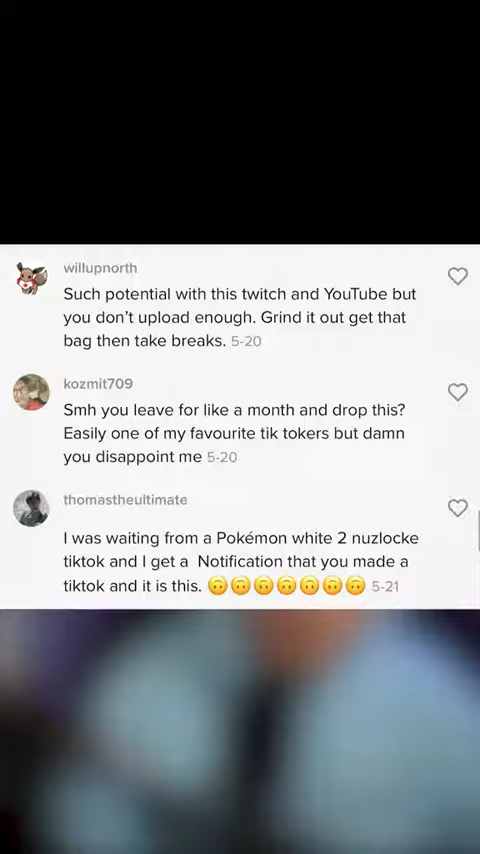 willupnorth
Such potential with this twitch and YouTube but
you don’t upload enough. Grind it out get that
bag then take breaks. 5-20
kozmit709
Smh you leave for like a month and drop this?
Easily one of my favourite tik tokers but damn
you disappoint me 5-20
thomastheultimate
I was waiting from a Pokémon white 2 nuzlocke
tiktok and I get a  Notification that you made a
tiktok and it is this. 🙃🙃🙃🙃🙃🙃🙃 5-21